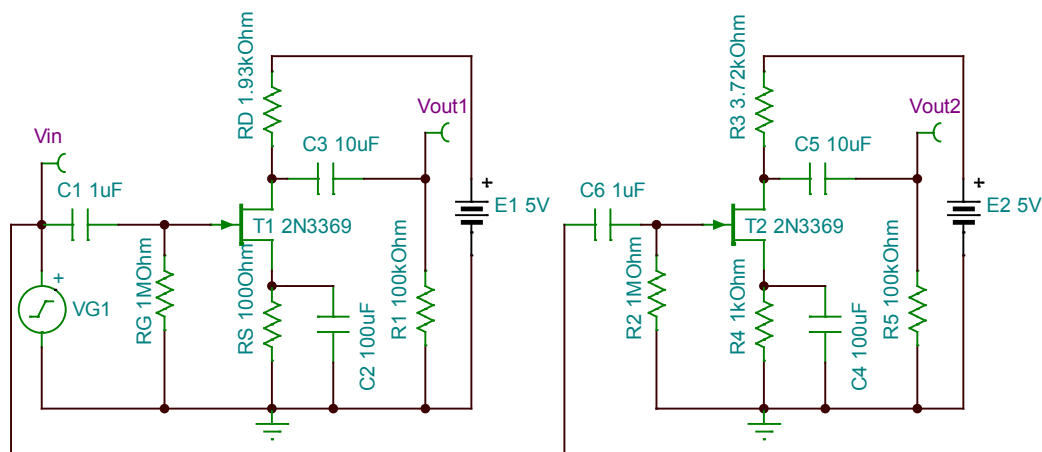 RD 1.93kOhm
Vout1
Vin
C3 10uF
C1 1uF
E1 5V
T1 2N3369
VG1
RG 1MOhm
RS 100Ohm
C2 100uF
R1 100kOhm
R3 3.72kOhm
Vout2
C5 10uF
C6 1uF
E2 5V
T2 2N3369
R2 1MOhm
R4 1kOhm
C4 100uF
R5 100kOhm